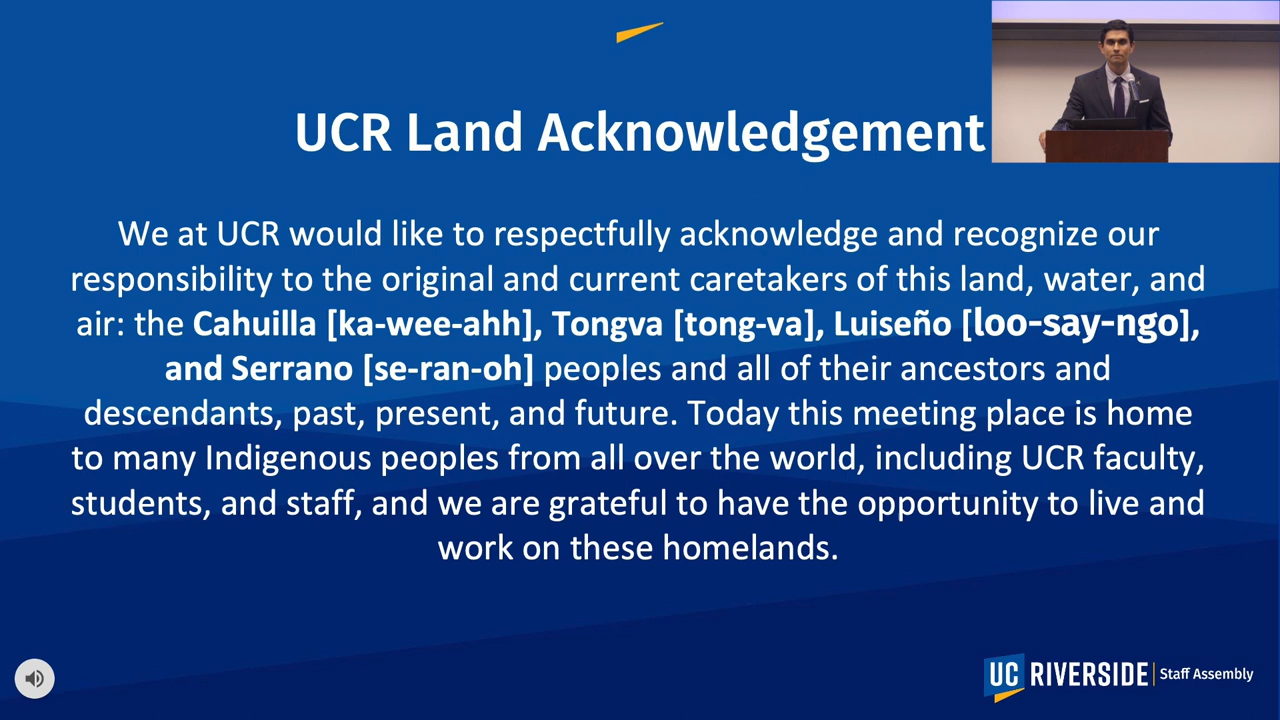 UCR Land Acknowledgement
We at UCR would like to respectfully acknowledge and recognize our
responsibility to the original and current caretakers of this land, water, and
air: the Cahuilla [ka-wee-ahh], Tongva [tong-va], Luiseño [loo-say-ngo],
and Serrano [se-ran-oh] peoples and all of their ancestors and
descendants, past, present, and future. Today this meeting place is home
to many Indigenous peoples from all over the world, including UCR faculty,
students, and staff, and we are grateful to have the opportunity to live and
work on these homelands.
UC RIVERSIDE | Staff Assembly